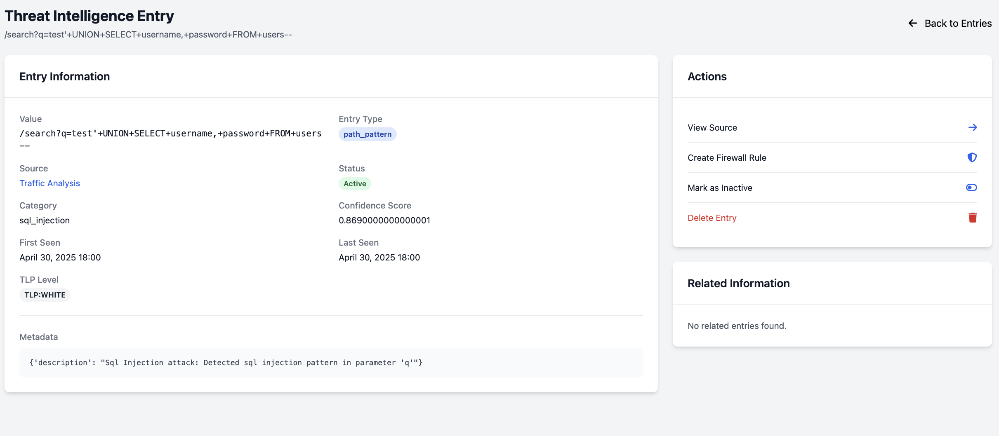 Threat Intelligence Entry
/search?q=test'+UNION+SELECT+username,+password+FROM+users--
Back to Entries
Entry Information
Value
/search?q=test'+UNION+SELECT+username,+password+FROM+users
--
Entry Type
path_pattern
Source
Traffic Analysis
Status
Active
Category
sql_injection
Confidence Score
0.8690000000000001
First Seen
April 30, 2025 18:00
Last Seen
April 30, 2025 18:00
TLP Level
TLP:WHITE
Metadata
{'description': "Sql Injection attack: Detected sql injection pattern in parameter 'q'"}
Actions
View Source
Create Firewall Rule
Mark as Inactive
Delete Entry
Related Information
No related entries found.